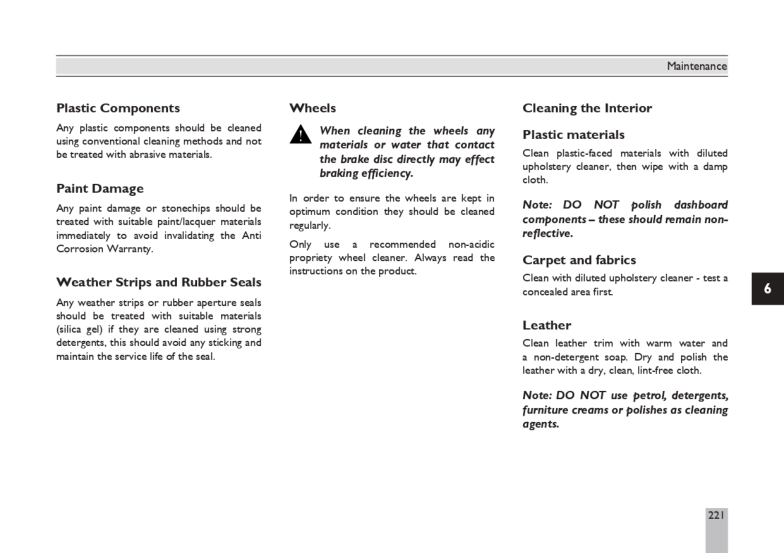 Maintenance
Plastic Components
Any plastic components should be cleaned
using conventional cleaning methods and not
be treated with abrasive materials.
Paint Damage
Any paint damage or stonechips should be
treated with suitable paint/lacquer materials
immediately to avoid invalidating the Anti
Corrosion Warranty.
Weather Strips and Rubber Seals
Any weather strips or rubber aperture seals
should be treated with suitable materials
(silica gel) if they are cleaned using strong
detergents, this should avoid any sticking and
maintain the service life of the seal.
Wheels
When cleaning the wheels any
materials or water that contact
the brake disc directly may effect
braking efficiency.
In order to ensure the wheels are kept in
optimum condition they should be cleaned
regularly.
Only use a recommended non-acidic
propriety wheel cleaner. Always read the
instructions on the product.
Cleaning the Interior
Plastic materials
Clean plastic-faced materials with diluted
upholstery cleaner, then wipe with a damp
cloth.
Note: DO NOT polish dashboard
components – these should remain non-
reflective.
Carpet and fabrics
Clean with diluted upholstery cleaner - test a
concealed area first.
Leather
Clean leather trim with warm water and
a non-detergent soap. Dry and polish the
leather with a dry, clean, lint-free cloth.
Note: DO NOT use petrol, detergents,
furniture creams or polishes as cleaning
agents.
6
221